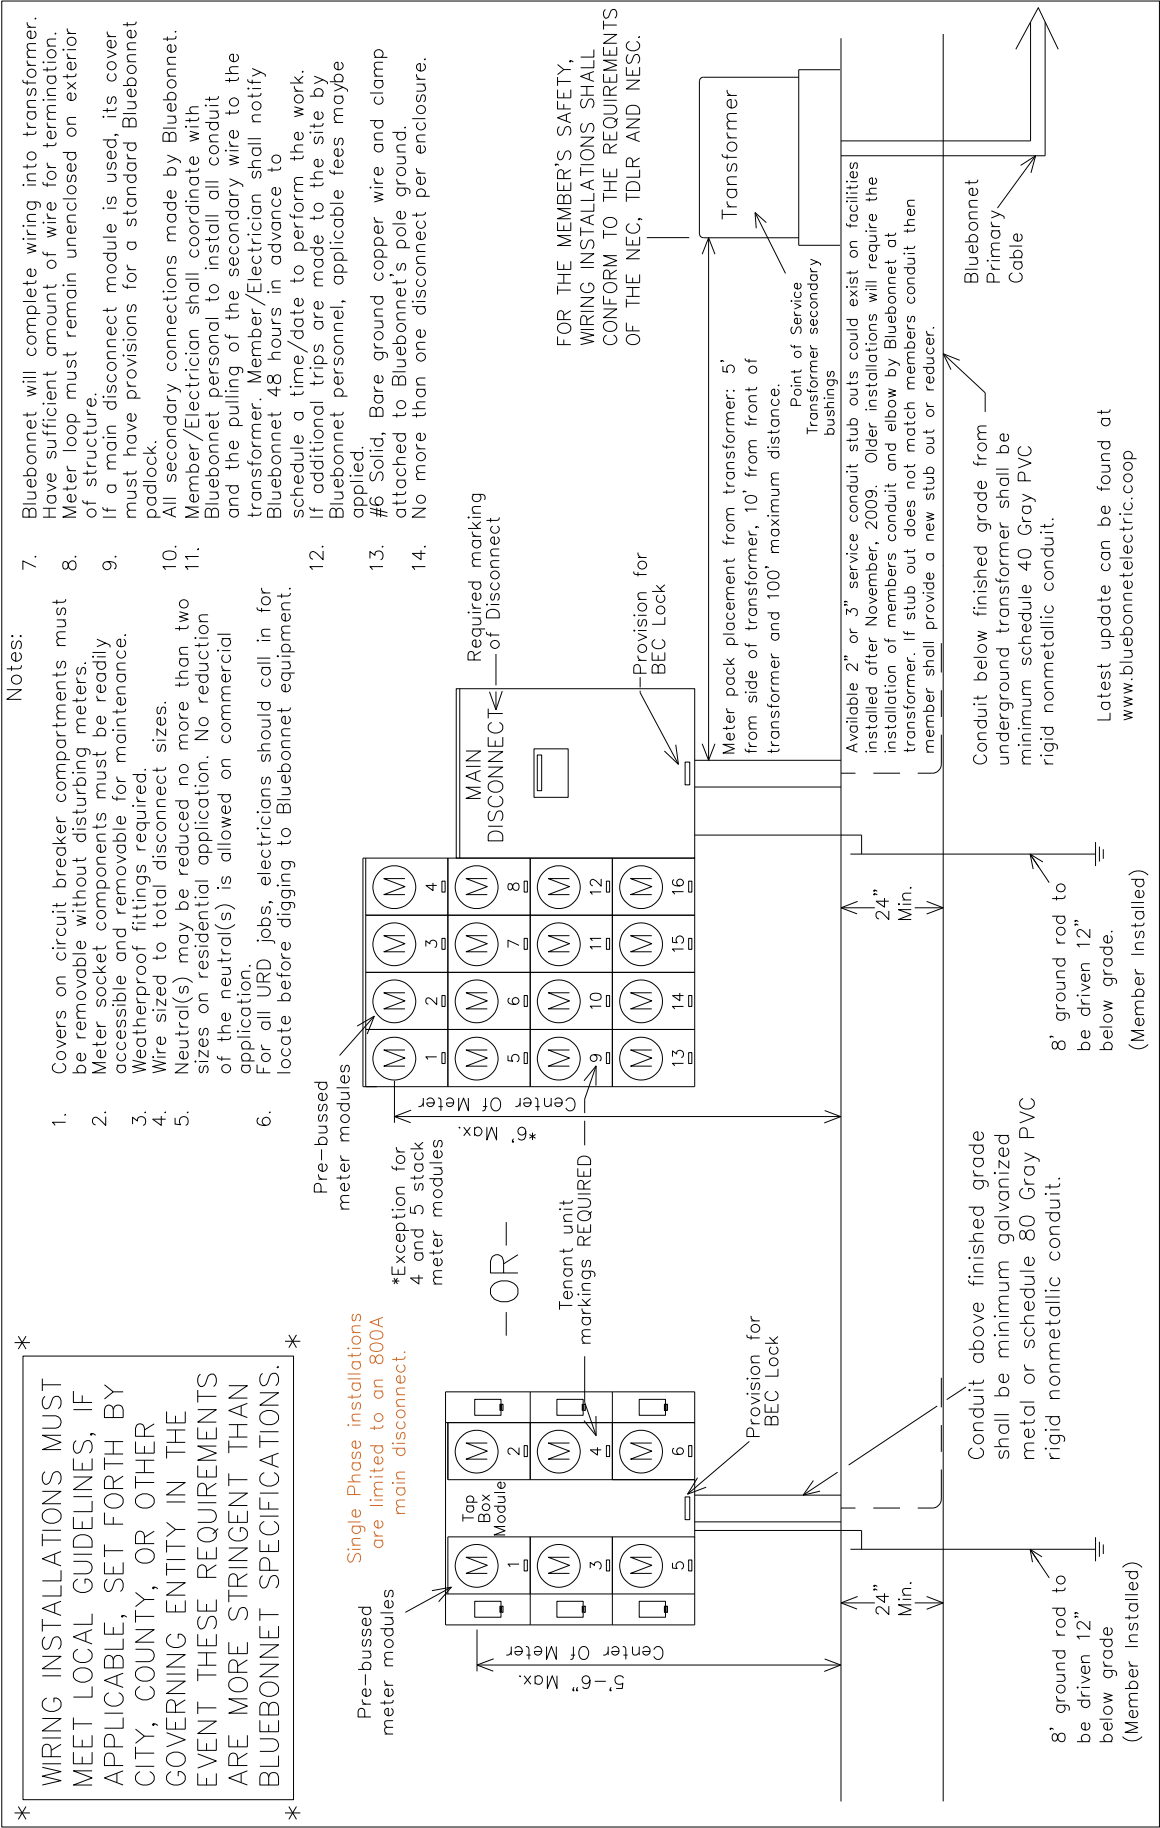 WIRING INSTALLATIONS MUST
MEET LOCAL GUIDELINES, IF
APPLICABLE, SET FORTH BY
CITY, COUNTY, OR OTHER
GOVERNING ENTITY IN THE
EVENT THESE REQUIREMENTS
ARE MORE STRINGENT THAN
BLUEBONNET SPECIFICATIONS.
*
*
*
*
Notes:
1. Covers on circuit breaker compartments must
be removable without disturbing meters.
2. Meter socket components must be readily
accessible and removable for maintenance.
3. Weatherproof fittings required.
4. Wire sized to total disconnect sizes.
5. Neutral(s) may be reduced no more than two
sizes on residential application. No reduction
of the neutral(s) is allowed on commercial
application.
6. For all URD jobs, electricians should call in for
locate before digging to Bluebonnet equipment.
7. Bluebonnet will complete wiring into transformer.
Have sufficient amount of wire for termination.
8. Meter loop must remain unenclosed on exterior
of structure.
9. If a main disconnect module is used, its cover
must have provisions for a standard Bluebonnet
padlock.
10. All secondary connections made by Bluebonnet.
11. Member/Electrician shall coordinate with
Bluebonnet personal to install all conduit
and the pulling of the secondary wire to the
transformer. Member/Electrician shall notify
Bluebonnet 48 hours in advance to
schedule a time/date to perform the work.
12. If additional trips are made to the site by
Bluebonnet personnel, applicable fees maybe
applied.
13. #6 Solid, Bare ground copper wire and clamp
attached to Bluebonnet's pole ground.
14. No more than one disconnect per enclosure.
Single Phase installations
are limited to an 800A
main disconnect.
Pre-bussed
meter modules
5'-6" Max.
Center Of Meter
M
1
M
3
M
5
Tap
Box
Module
M
2
M
4
M
6
Provision for
BEC Lock
-OR-
Tenant unit
markings REQUIRED
*Exception for
4 and 5 stack
meter modules
Pre-bussed
meter modules
*6' Max.
Center Of Meter
M M M M
1 2 3 4
M M M M
5 6 7 8
M M M M
9 10 11 12
M M M M
13 14 15 16
MAIN
DISCONNECT
Required marking
of Disconnect
Provision for
BEC Lock
FOR THE MEMBER'S SAFETY,
WIRING INSTALLATIONS SHALL
CONFORM TO THE REQUIREMENTS
OF THE NEC, TDLR AND NESC.
Transformer
Meter pack placement from transformer: 5'
from side of transformer, 10' from front of
transformer and 100' maximum distance.
Point of Service
Transformer secondary
bushings
Available 2" or 3" service conduit stub outs could exist on facilities
installed after November, 2009. Older installations will require the
installation of members conduit and elbow by Bluebonnet at
transformer. If stub out does not match members conduit then
member shall provide a new stub out or reducer.
24"
Min.
24"
Min.
8' ground rod to
be driven 12"
below grade
(Member Installed)
Conduit above finished grade
shall be minimum galvanized
metal or schedule 80 Gray PVC
rigid nonmetallic conduit.
8' ground rod to
be driven 12"
below grade.
(Member Installed)
Conduit below finished grade from
underground transformer shall be
minimum schedule 40 Gray PVC
rigid nonmetallic conduit.
Bluebonnet
Primary
Cable
Latest update can be found at
www.bluebonnetelectric.coop